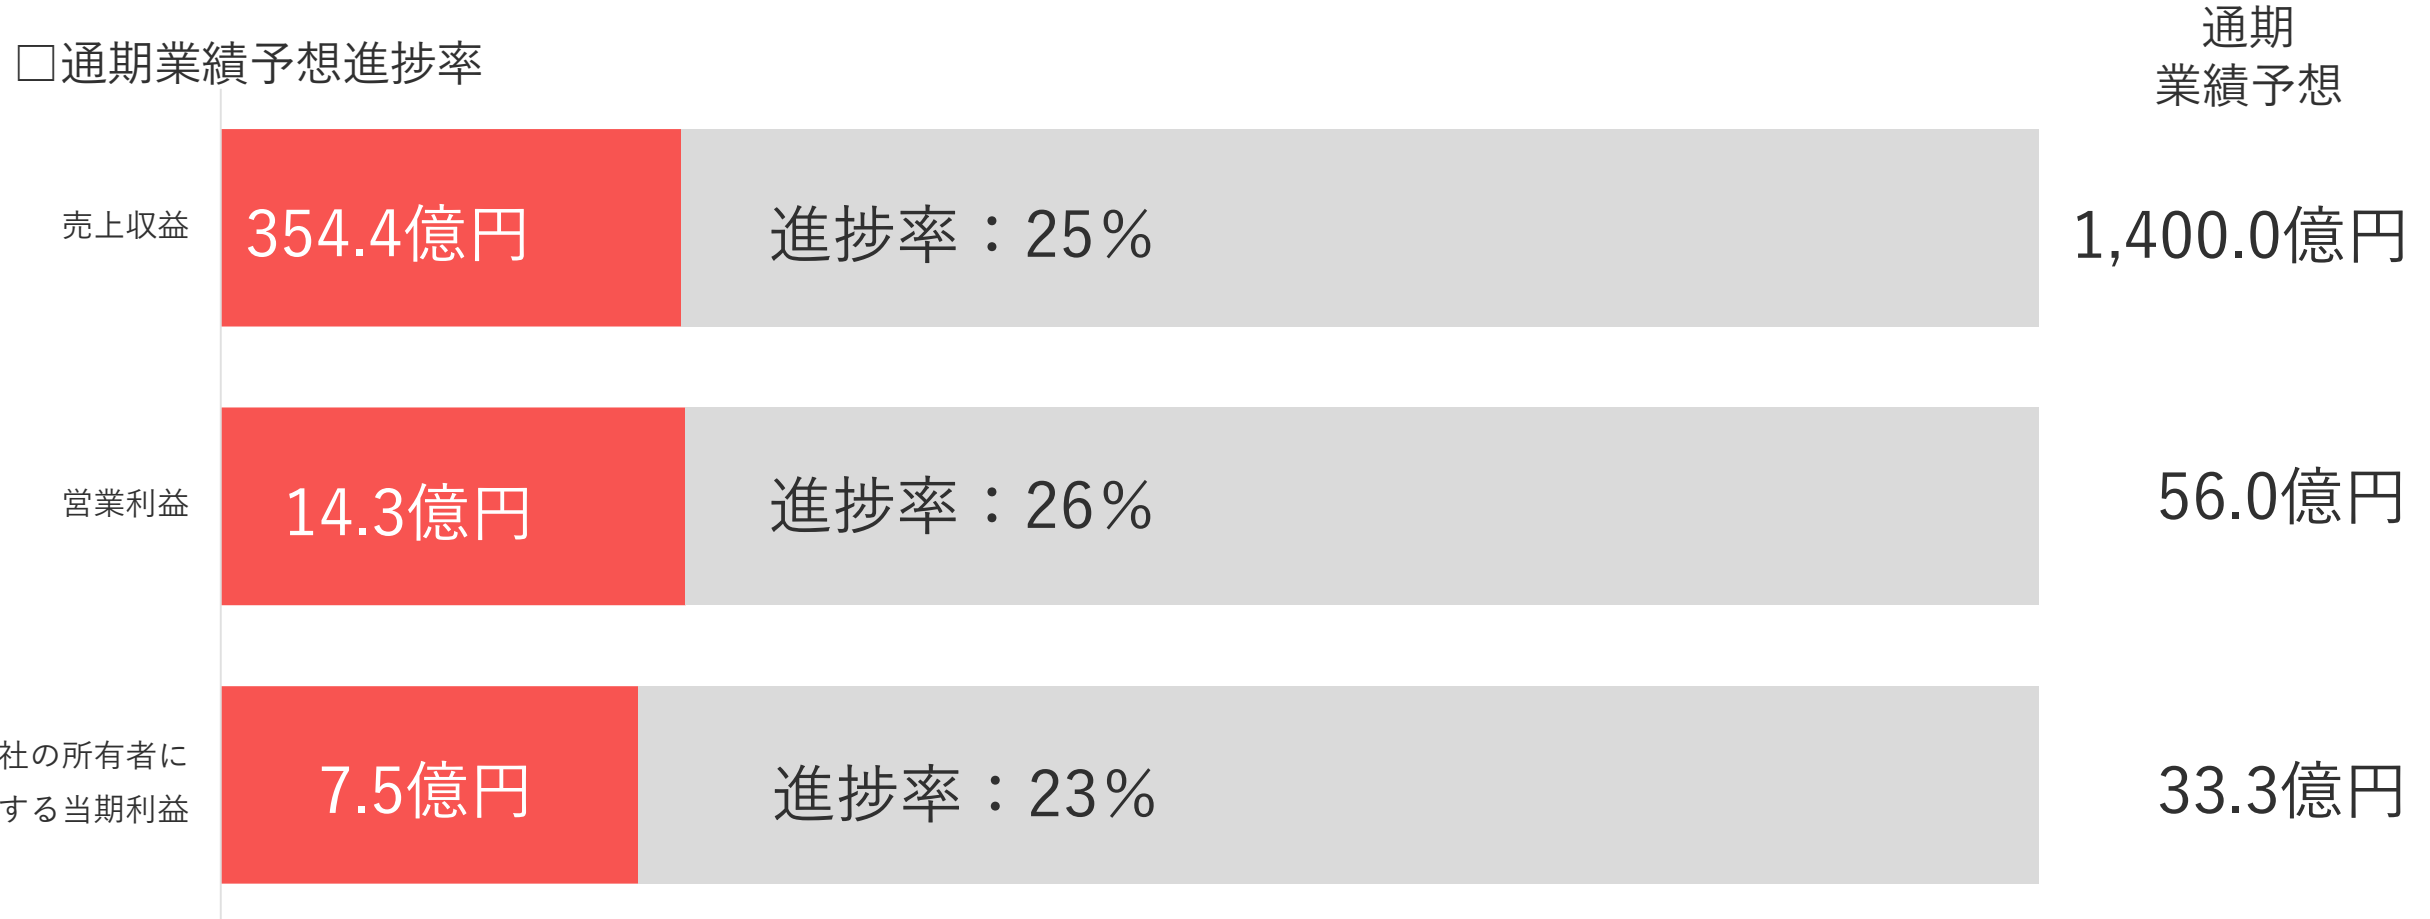 □通期業績予想進捗率
通期
業績予想
売上収益
354.4億円
進捗率：25％
1,400.0億円
営業利益
14.3億円
進捗率：26％
56.0億円
社の所有者に
する当期利益
7.5億円
進捗率：23％
33.3億円